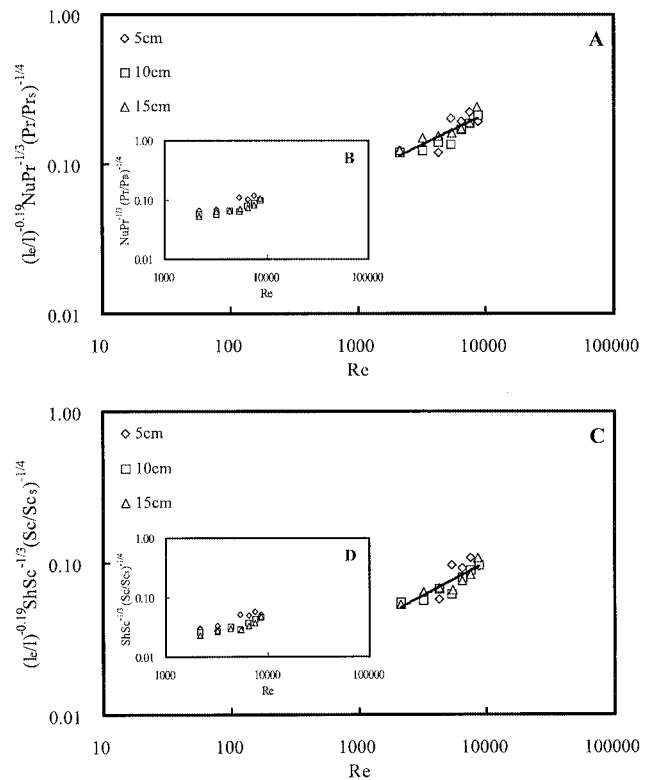 1.00
0.10
0.01
(lₑ/l)⁻⁰·¹⁹NuPr⁻¹/³(Pr/Prₛ)⁻¹/⁴
5cm
10cm
15cm
A
1.00
0.10
0.01
NuPr⁻¹/³(Pr/Prₛ)⁻¹/⁴
B
1000 10000 100000
Re
10 100 1000 10000 100000
Re
1.00
0.10
0.01
(lₑ/l)⁻⁰·¹⁹ShSc⁻¹/³(Sc/Scₛ)⁻¹/⁴
5cm
10cm
15cm
C
1.00
0.10
0.01
ShSc⁻¹/³(Sc/Scₛ)⁻¹/⁴
D
1000 10000 100000
Re
10 100 1000 10000 100000
Re